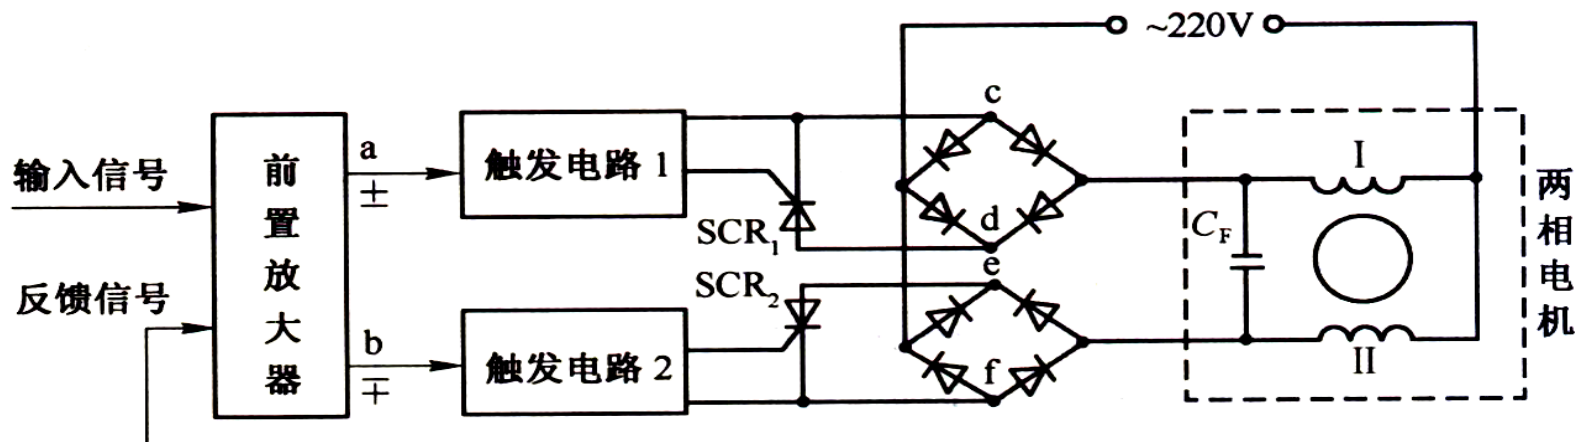 ~220V
c
a
前置放大器
触发电路 1
I
输入信号
±
两相电机
d
SCR₁
C_F
e
SCR₂
反馈信号
b
触发电路 2
f
II
∓